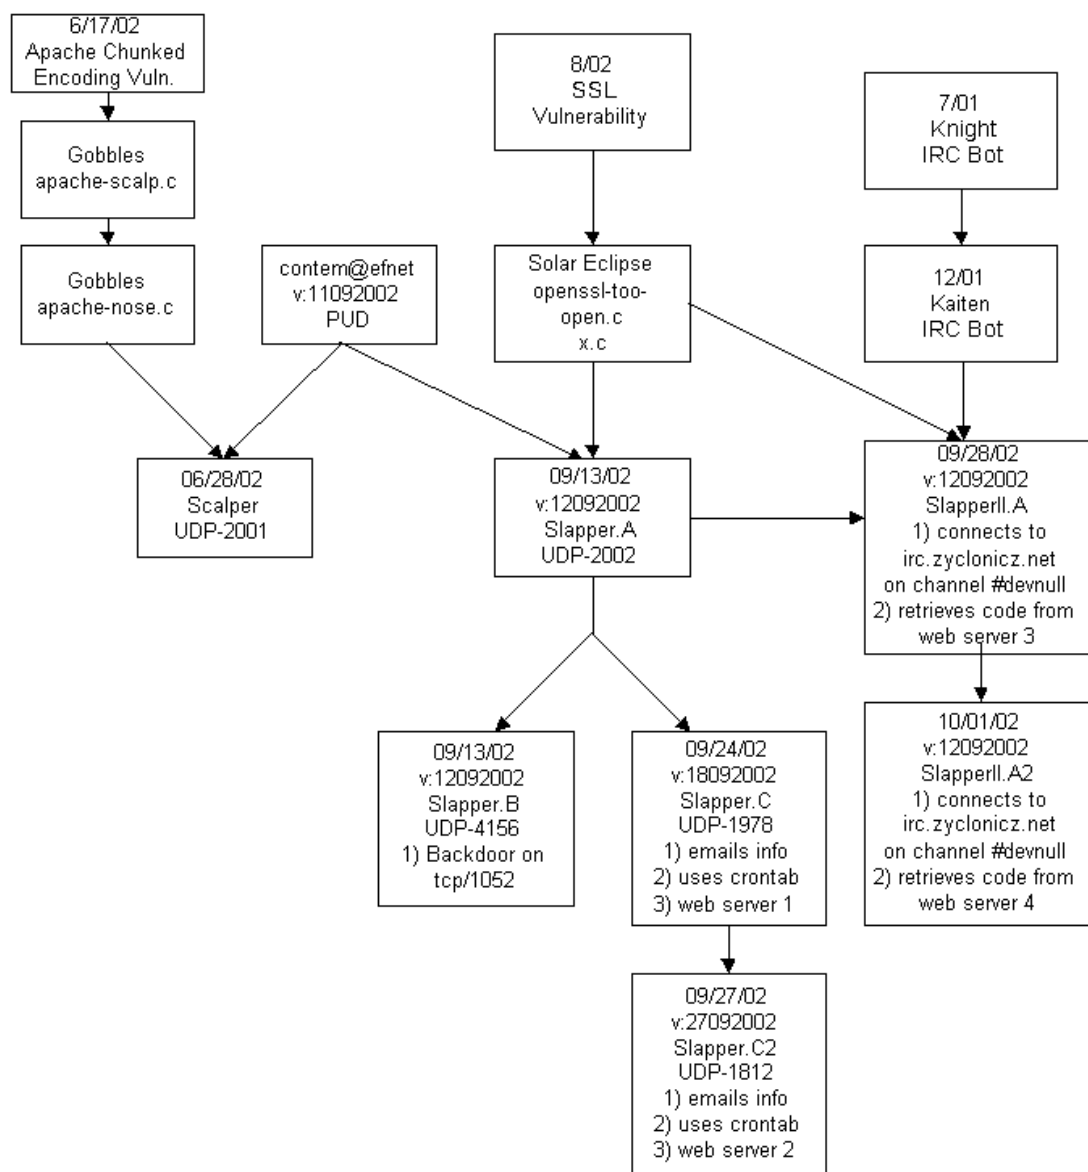 6/17/02
Apache Chunked
Encoding Vuln.
8/02
SSL
Vulnerability
7/01
Knight
IRC Bot
Gobbles
apache-scalp.c
Gobbles
apache-nose.c
contem@efnet
v:11092002
PUD
Solar Eclipse
openssl-too-
open.c
x.c
12/01
Kaiten
IRC Bot
06/28/02
Scalper
UDP-2001
09/13/02
v:12092002
Slapper.A
UDP-2002
09/28/02
v:12092002
SlapperII.A
1) connects to
irc.zyclonicz.net
on channel #devnull
2) retrieves code from
web server 3
09/13/02
v:12092002
Slapper.B
UDP-4156
1) Backdoor on
tcp/1052
09/24/02
v:18092002
Slapper.C
UDP-1978
1) emails info
2) uses crontab
3) web server 1
10/01/02
v:12092002
SlapperII.A2
1) connects to
irc.zyclonicz.net
on channel #devnull
2) retrieves code from
web server 4
09/27/02
v:27092002
Slapper.C2
UDP-1812
1) emails info
2) uses crontab
3) web server 2